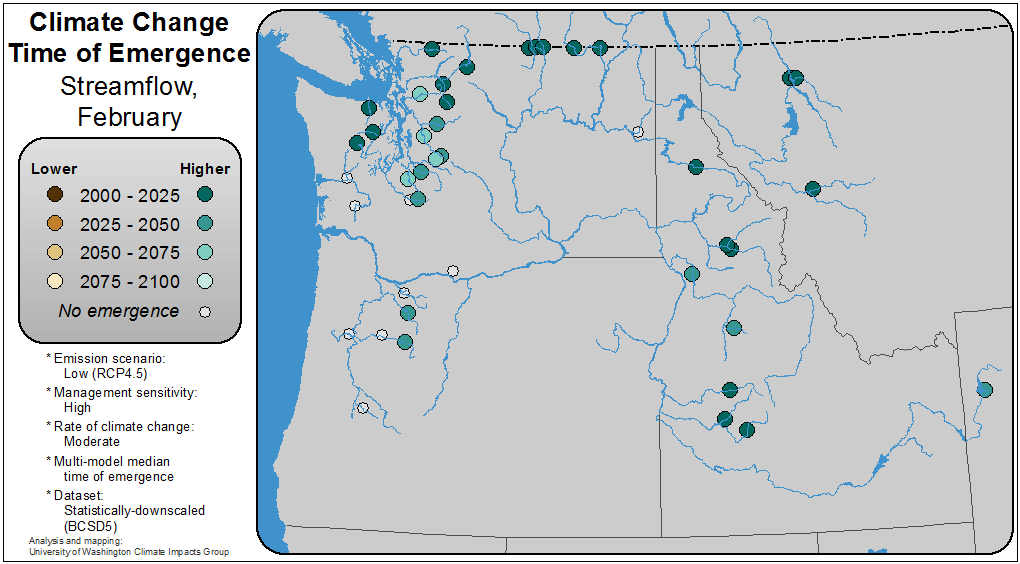 Climate Change
Time of Emergence
Streamflow,
February
Lower Higher
2000 - 2025
2025 - 2050
2050 - 2075
2075 - 2100
No emergence
* Emission scenario:
Low (RCP4.5)
* Management sensitivity:
High
* Rate of climate change:
Moderate
* Multi-model median
time of emergence
* Dataset:
Statistically-downscaled
(BCSD5)
Analysis and mapping:
University of Washington Climate Impacts Group